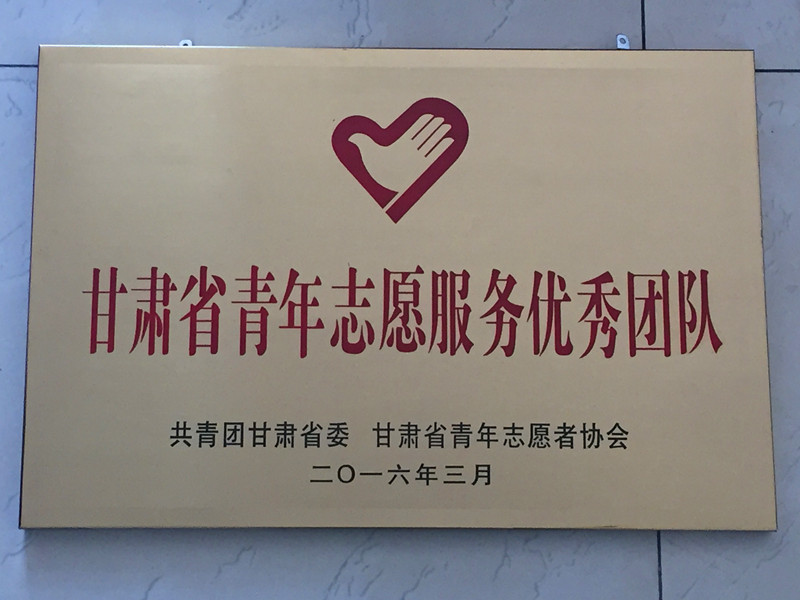 甘肃省青年志愿服务优秀团队
共青团甘肃省委 甘肃省青年志愿者协会
二〇一六年三月